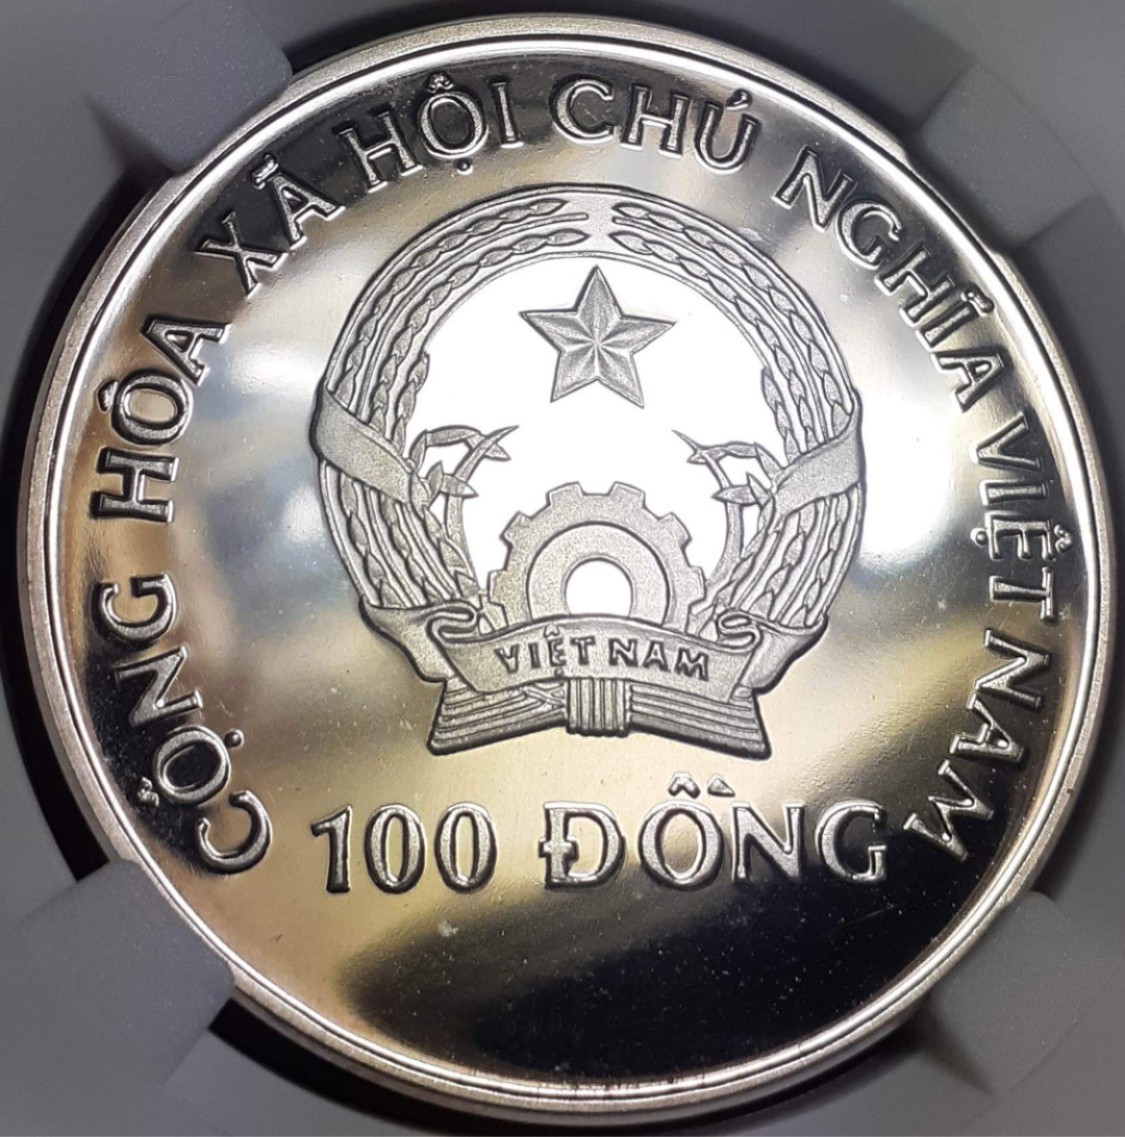 CỘNG HÒA XÃ HỘI CHỦ NGHĨA VIỆT NAM
VIỆT NAM
100 ĐỒNG